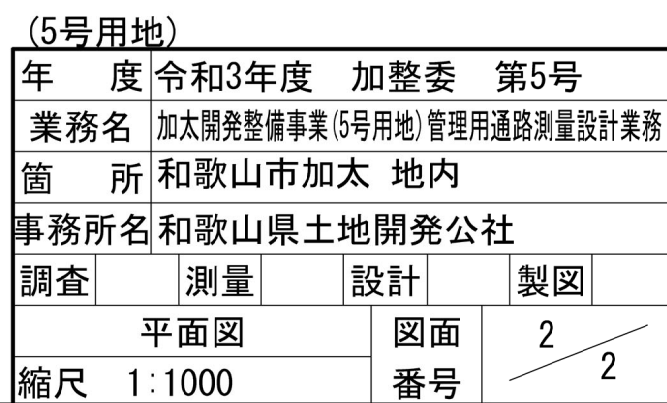 (5号用地)
年 度 令和3年度 加整委 第5号
業務名 加太開発整備事業(5号用地)管理用通路測量設計業務
箇 所 和歌山市加太 地内
事務所名 和歌山県土地開発公社
調査 測量 設計 製図
平面図 図面 番号 2/2
縮尺 1:1000